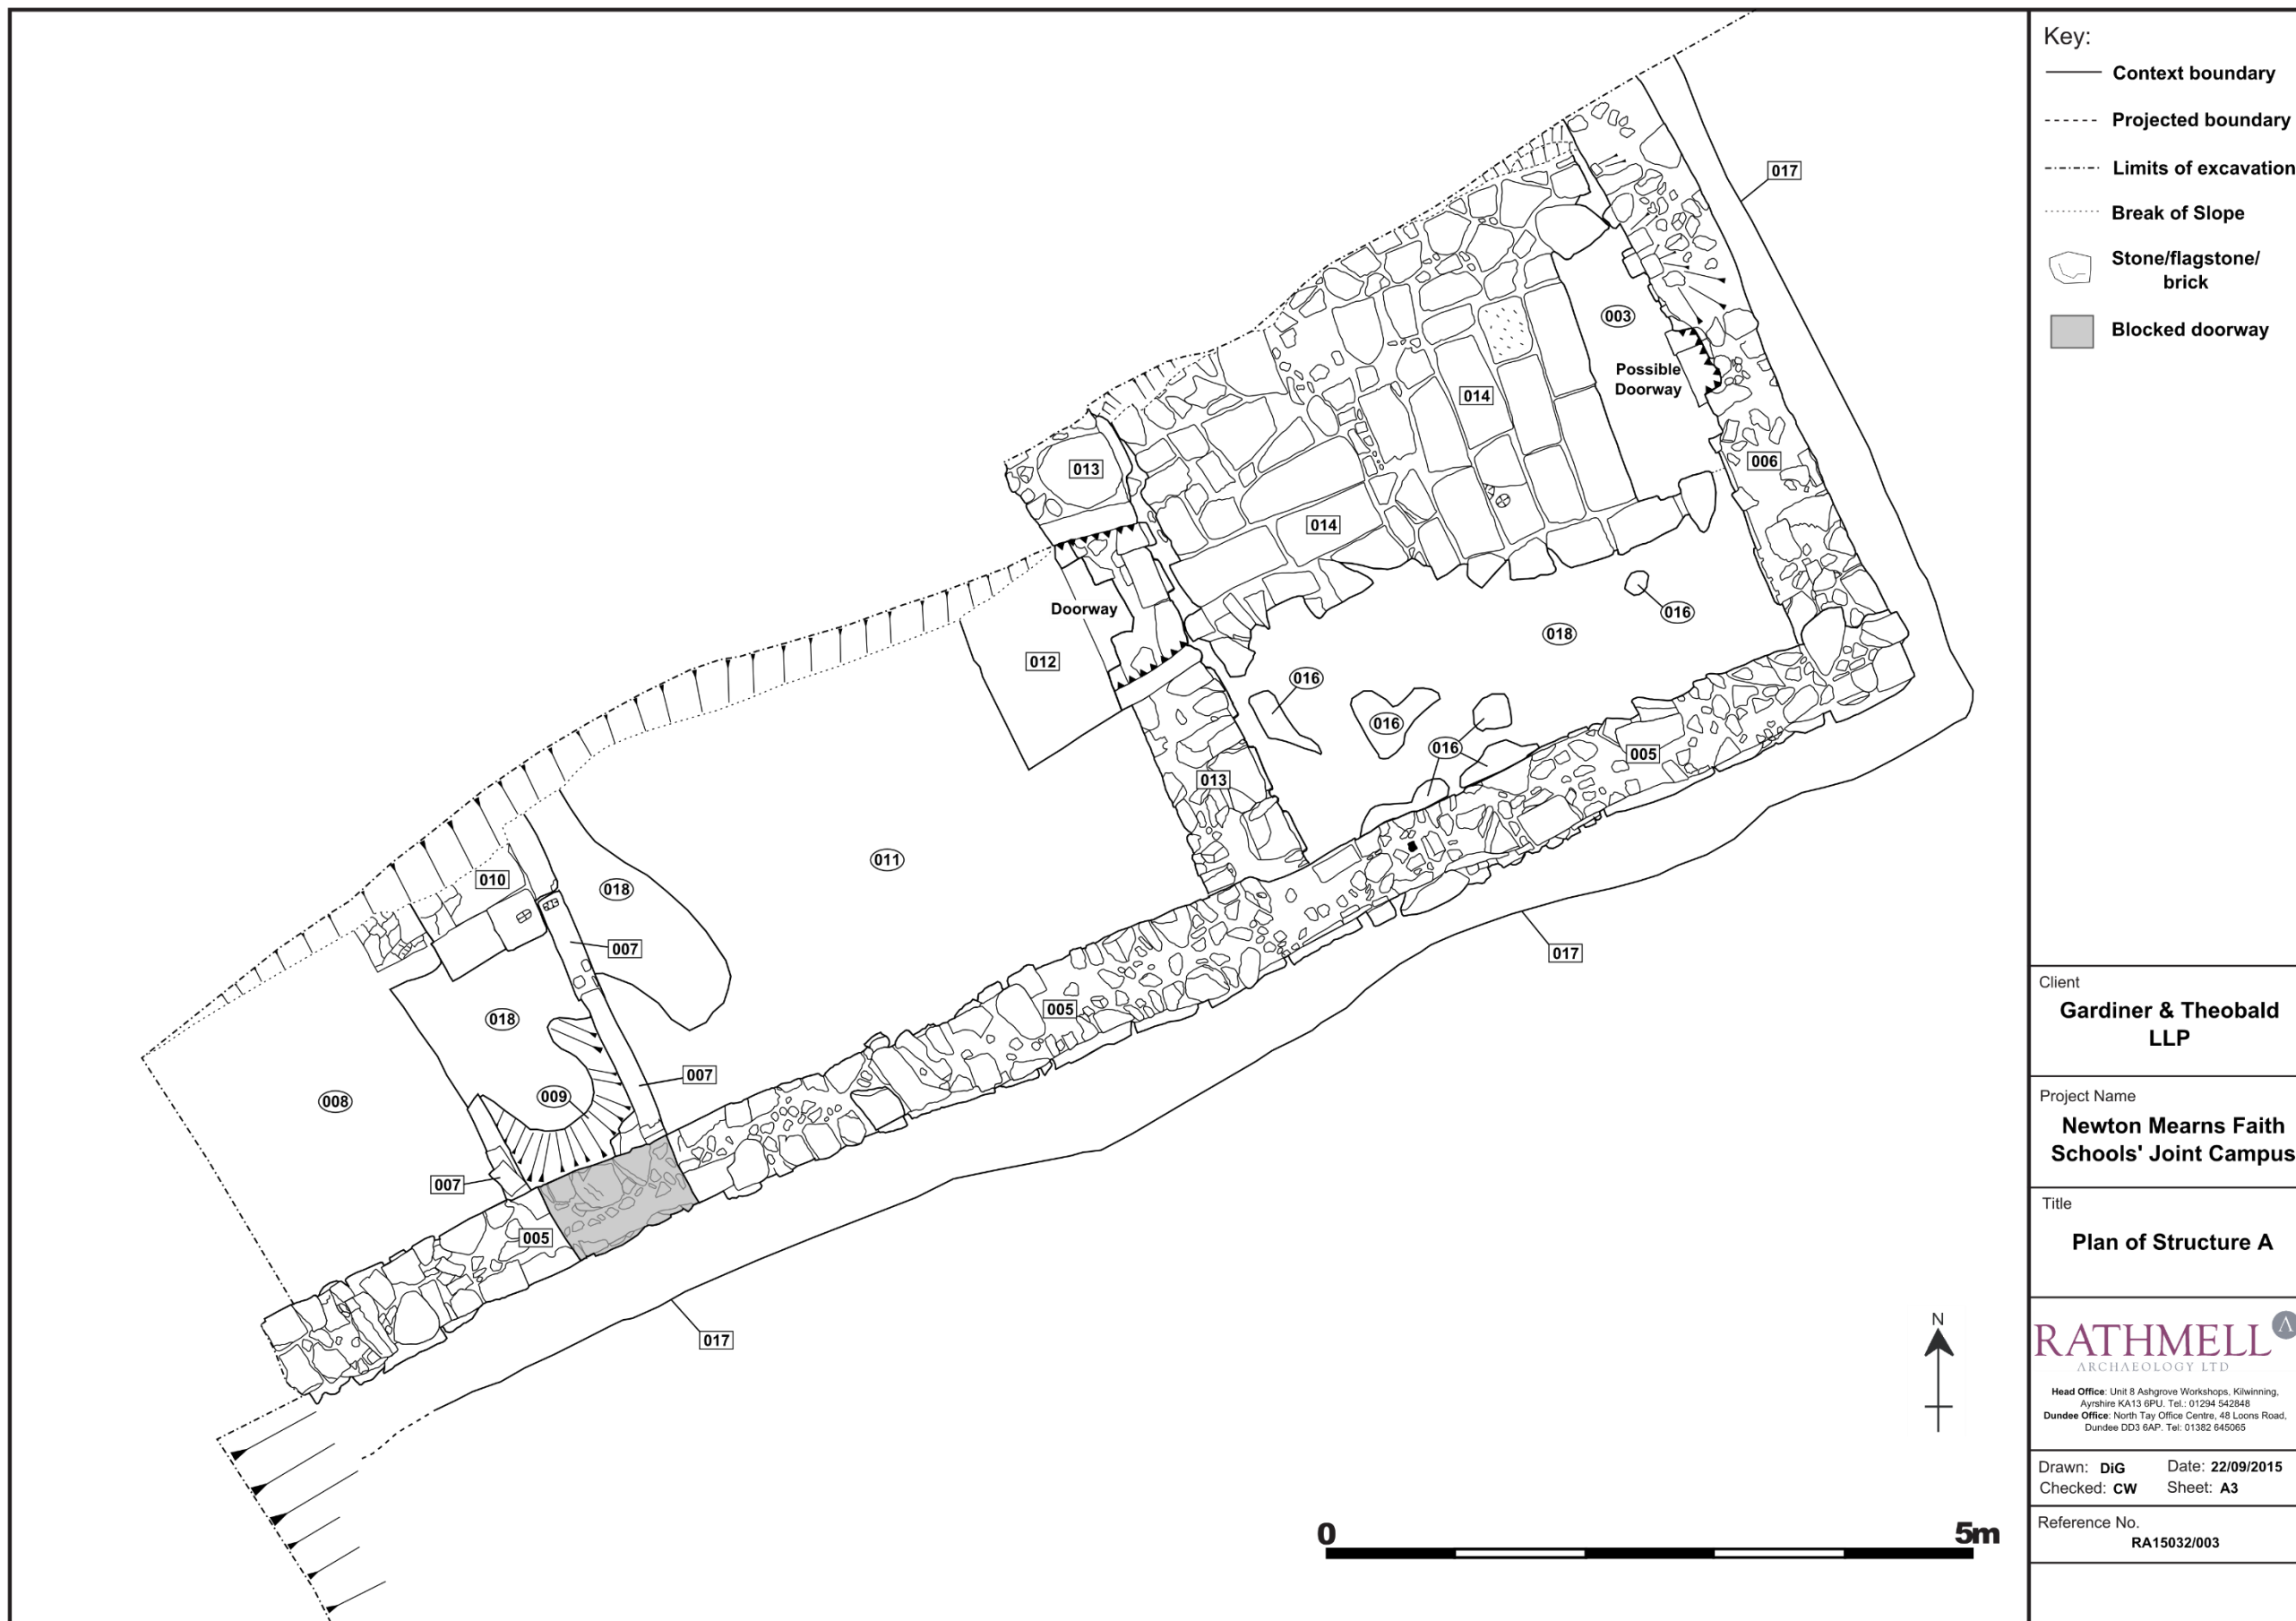 017
003
Possible
Doorway
014
006
013
014
Doorway
016
018
012
016
016
016
005
013
010
018
011
007
017
018
005
007
008
009
007
005
017
N
0 5m
Key:
Context boundary
Projected boundary
Limits of excavation
Break of Slope
Stone/flagstone/
brick
Blocked doorway
Client
Gardiner & Theobald
LLP
Project Name
Newton Mearns Faith
Schools' Joint Campus
Title
Plan of Structure A
RATHMELL
ARCHAEOLOGY LTD
Head Office: Unit 8 Ashgrove Workshops, Kilwinning,
Ayrshire KA13 6PU. Tel.: 01294 542848
Dundee Office: North Tay Office Centre, 48 Loons Road,
Dundee DD3 6AP. Tel: 01382 645065
Drawn: DiG Date: 22/09/2015
Checked: CW Sheet: A3
Reference No.
RA15032/003